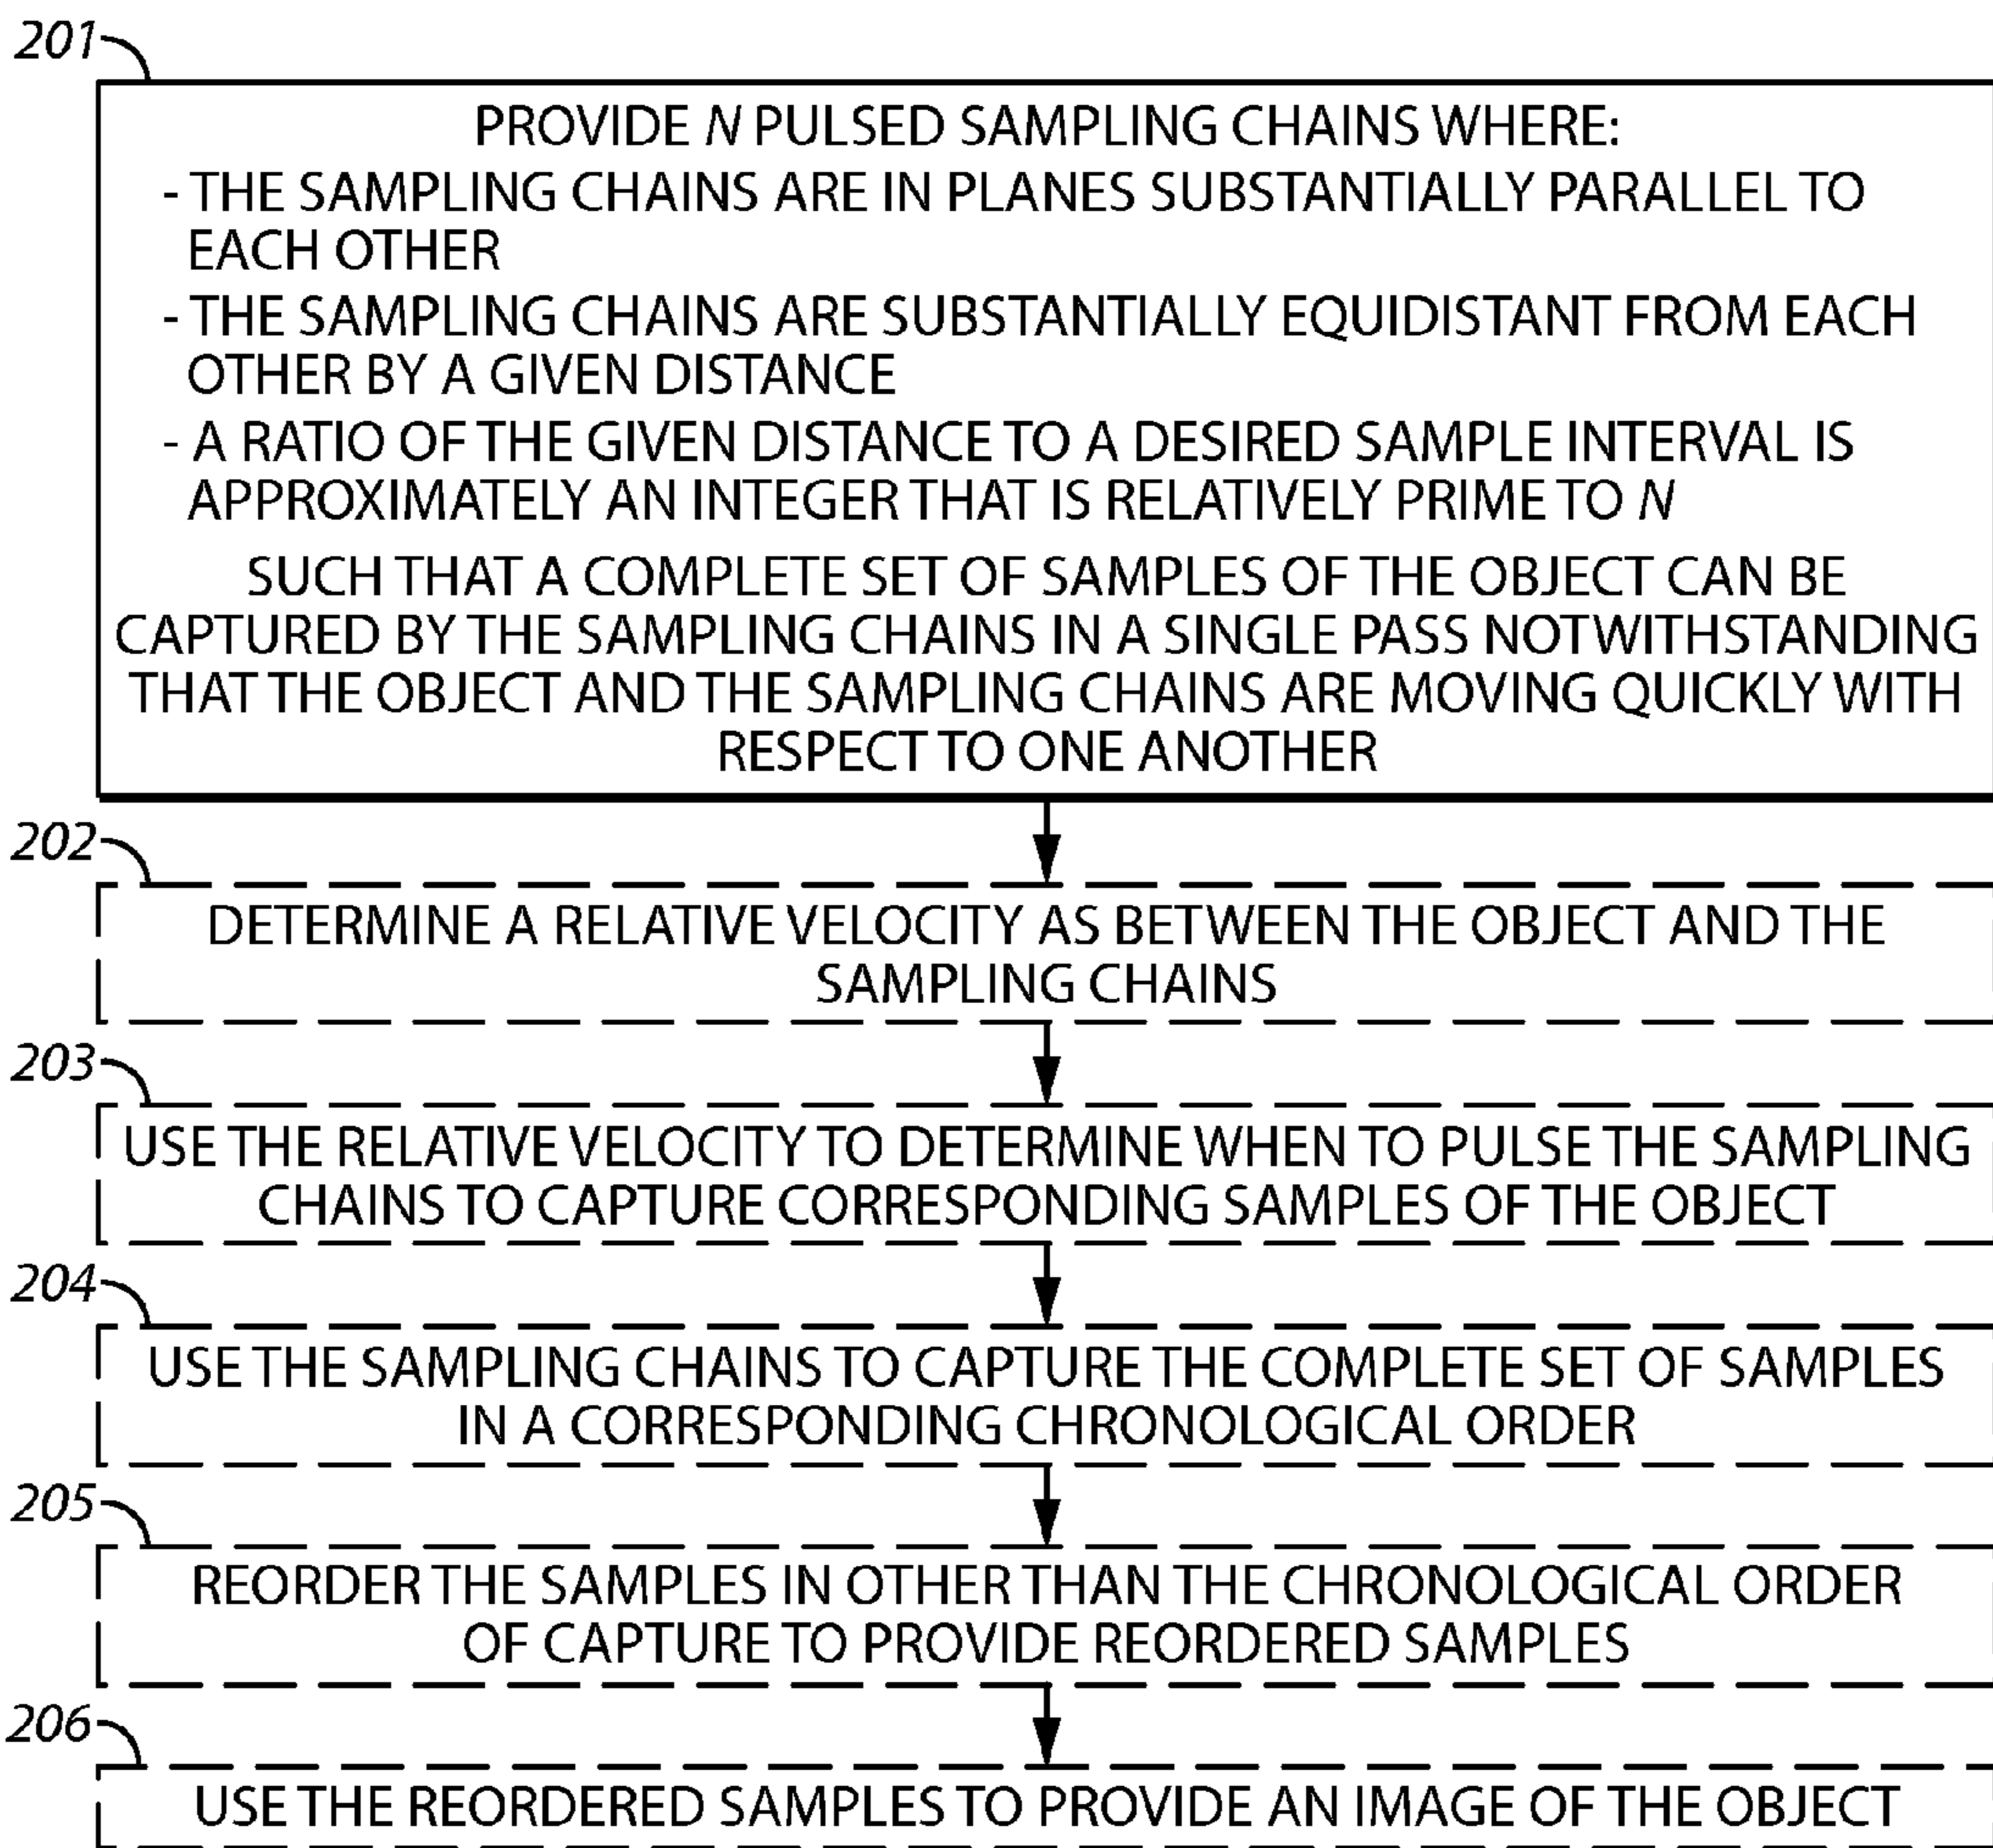 201
PROVIDE N PULSED SAMPLING CHAINS WHERE:
- THE SAMPLING CHAINS ARE IN PLANES SUBSTANTIALLY PARALLEL TO
EACH OTHER
- THE SAMPLING CHAINS ARE SUBSTANTIALLY EQUIDISTANT FROM EACH
OTHER BY A GIVEN DISTANCE
- A RATIO OF THE GIVEN DISTANCE TO A DESIRED SAMPLE INTERVAL IS
APPROXIMATELY AN INTEGER THAT IS RELATIVELY PRIME TO N
SUCH THAT A COMPLETE SET OF SAMPLES OF THE OBJECT CAN BE
CAPTURED BY THE SAMPLING CHAINS IN A SINGLE PASS NOTWITHSTANDING
THAT THE OBJECT AND THE SAMPLING CHAINS ARE MOVING QUICKLY WITH
RESPECT TO ONE ANOTHER
202
DETERMINE A RELATIVE VELOCITY AS BETWEEN THE OBJECT AND THE
SAMPLING CHAINS
203
USE THE RELATIVE VELOCITY TO DETERMINE WHEN TO PULSE THE SAMPLING
CHAINS TO CAPTURE CORRESPONDING SAMPLES OF THE OBJECT
204
USE THE SAMPLING CHAINS TO CAPTURE THE COMPLETE SET OF SAMPLES
IN A CORRESPONDING CHRONOLOGICAL ORDER
205
REORDER THE SAMPLES IN OTHER THAN THE CHRONOLOGICAL ORDER
OF CAPTURE TO PROVIDE REORDERED SAMPLES
206
USE THE REORDERED SAMPLES TO PROVIDE AN IMAGE OF THE OBJECT